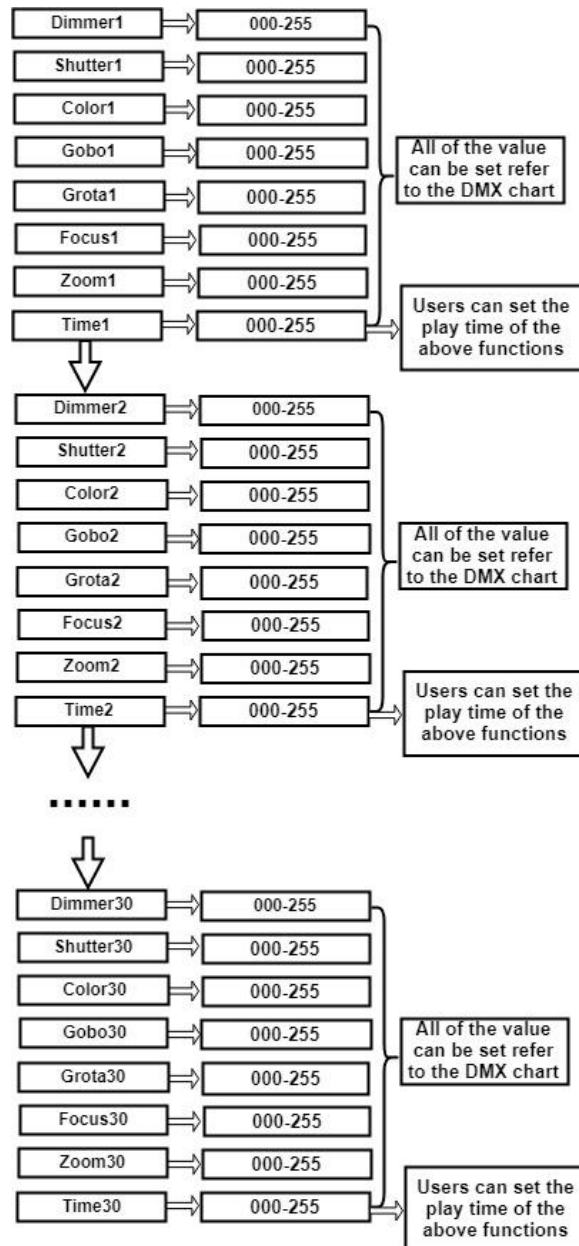 Dimmer1 000-255
Shutter1 000-255
Color1 000-255
Gobo1 000-255
Grota1 000-255
Focus1 000-255
Zoom1 000-255
Time1 000-255
All of the value
can be set refer
to the DMX chart
Users can set the
play time of the
above functions
Dimmer2 000-255
Shutter2 000-255
Color2 000-255
Gobo2 000-255
Grota2 000-255
Focus2 000-255
Zoom2 000-255
Time2 000-255
All of the value
can be set refer
to the DMX chart
Users can set the
play time of the
above functions
......
Dimmer30 000-255
Shutter30 000-255
Color30 000-255
Gobo30 000-255
Grota30 000-255
Focus30 000-255
Zoom30 000-255
Time30 000-255
All of the value
can be set refer
to the DMX chart
Users can set the
play time of the
above functions